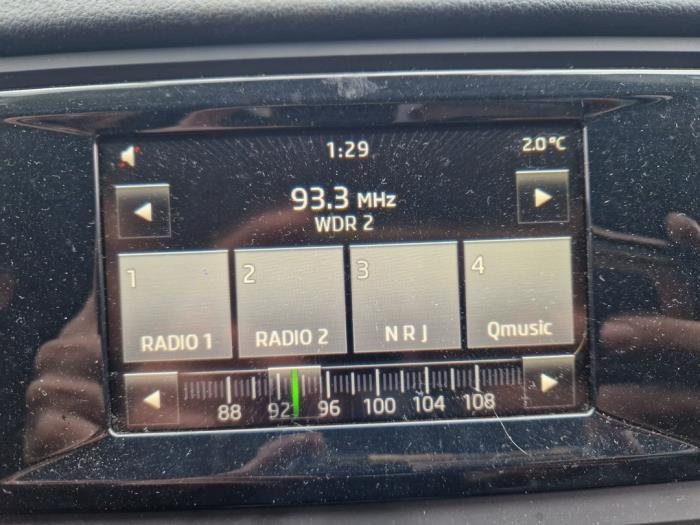 1:29
2.0°C
93.3 MHz
WDR 2
1
2
3
4
RADIO 1
RADIO 2
N R J
Qmusic
88 92 96 100 104 108